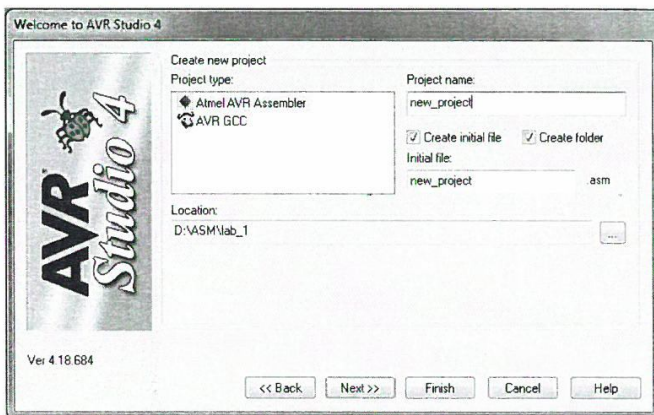 Welcome to AVR Studio 4
AVR Studio 4
Create new project
Project type:
Atmel AVR Assembler
AVR GCC
Project name:
new_project
Create initial file
Create folder
Initial file:
new_project .asm
Location:
D:\ASM\lab_1
...
Ver 4.18.684
<< Back
Next >>
Finish
Cancel
Help